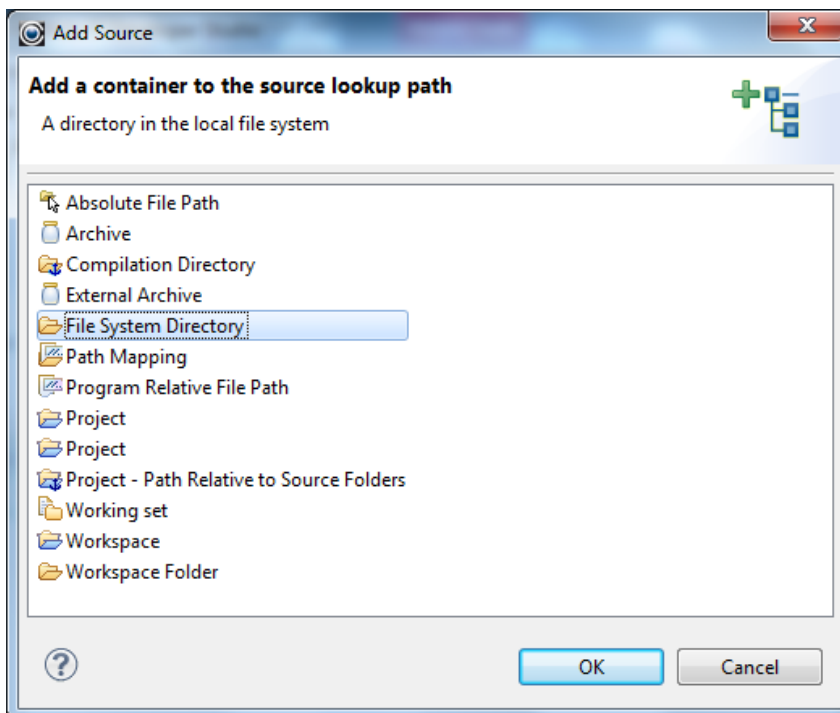 Add Source
Add a container to the source lookup path
A directory in the local file system
Absolute File Path
Archive
Compilation Directory
External Archive
File System Directory
Path Mapping
Program Relative File Path
Project
Project
Project - Path Relative to Source Folders
Working set
Workspace
Workspace Folder
?
OK
Cancel